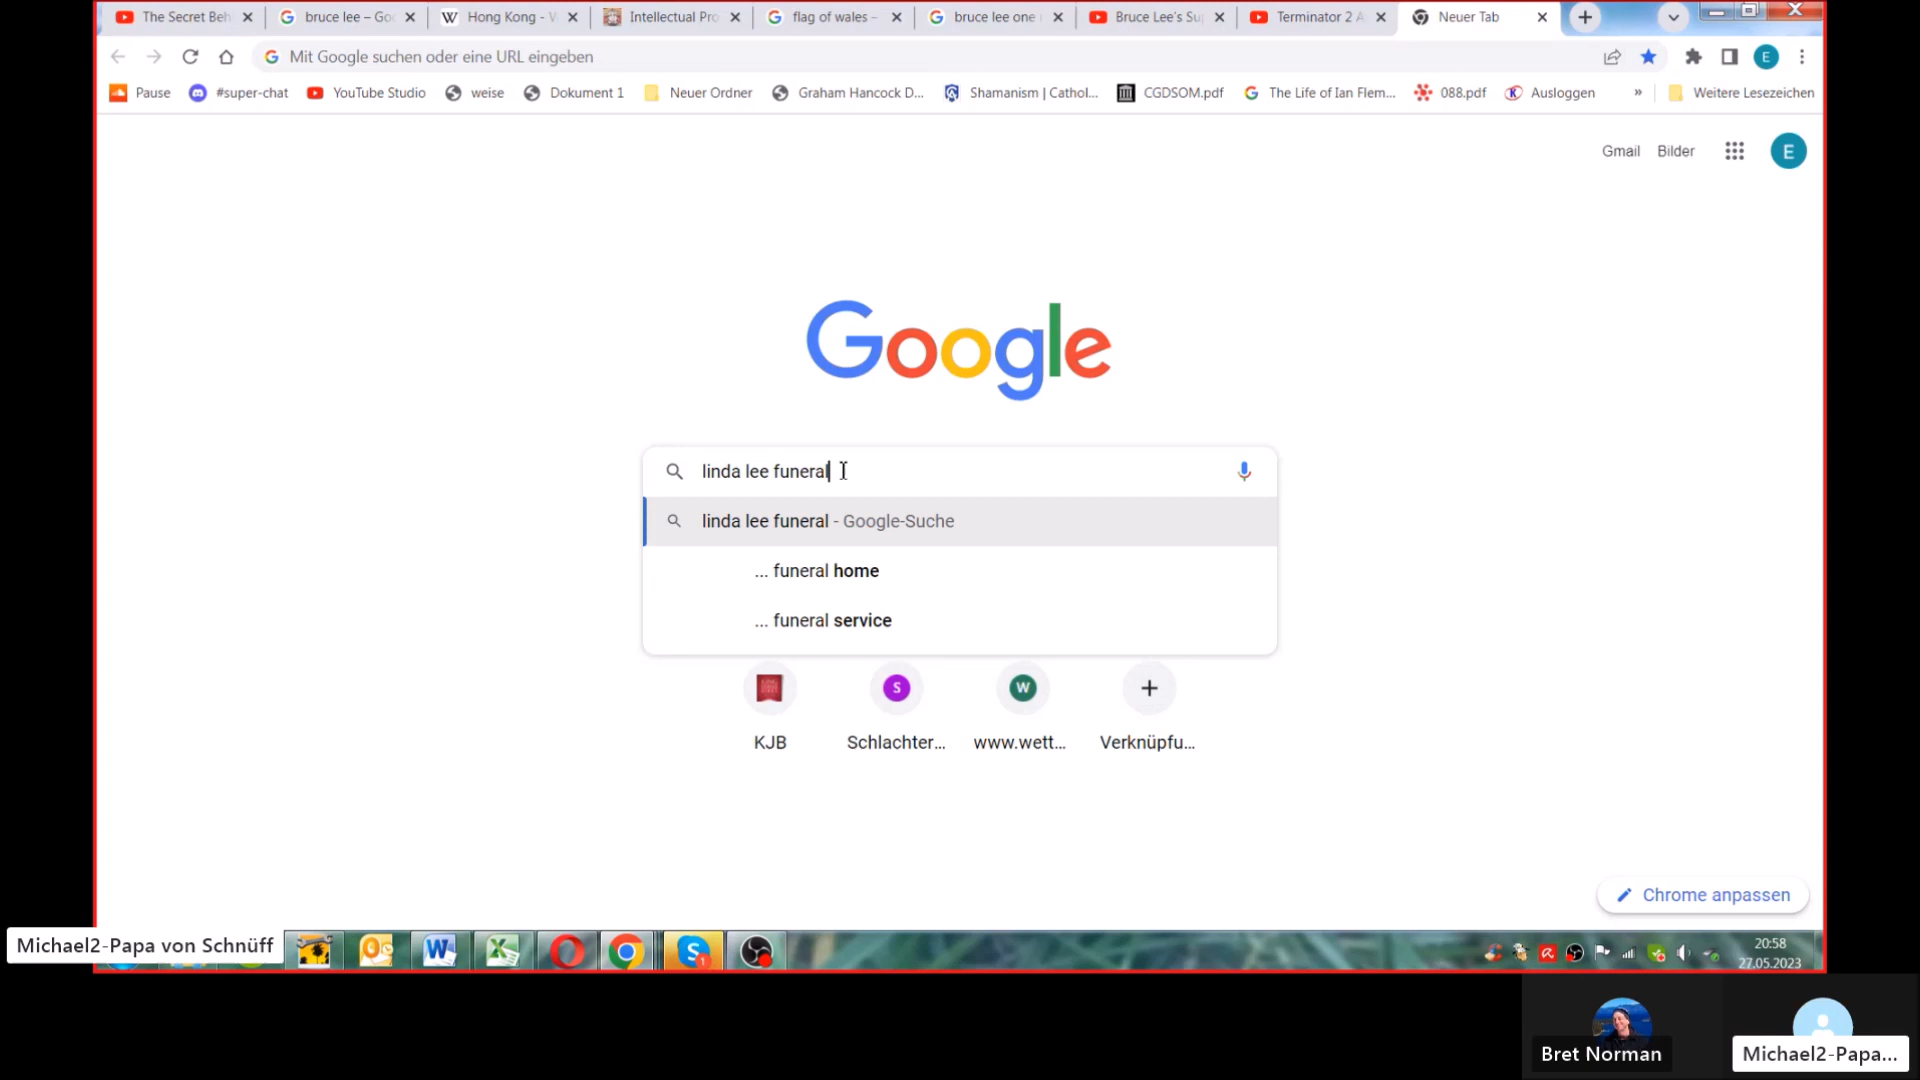 The Secret Beh
bruce lee – Goo
Hong Kong - W
Intellectual Pro
flag of wales –
bruce lee one
Bruce Lee's Su
Terminator 2 A
Neuer Tab
Mit Google suchen oder eine URL eingeben
E
Pause
#super-chat
YouTube Studio
weise
Dokument 1
Neuer Ordner
Graham Hancock D...
Shamanism | Cathol...
CGDSOM.pdf
The Life of Ian Flem...
088.pdf
Ausloggen
»
Weitere Lesezeichen
Gmail
Bilder
E
Google
linda lee funeral
linda lee funeral - Google-Suche
... funeral home
... funeral service
S
W
KJB
Schlachter...
www.wett...
Verknüpfu...
Chrome anpassen
Michael2-Papa von Schnüff
20:58
27.05.2023
Bret Norman
Michael2-Papa...